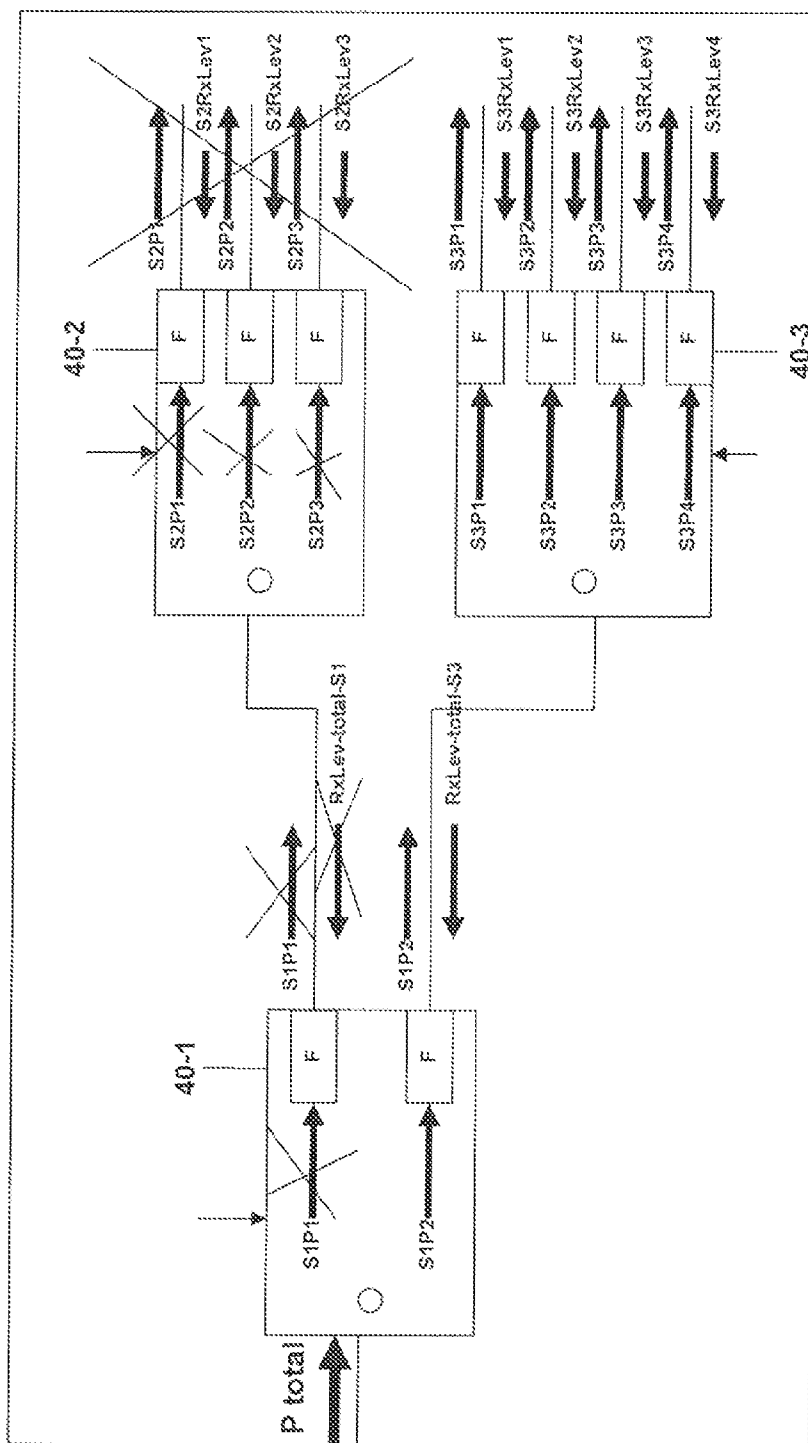 P total
40-1
S1P1
F
S1P2
F
S1P1
RxLev-total-S1
S1P2
RxLev-total-S3
40-2
S2P1
F
S2P2
F
S2P3
F
S2P1
S3RxLev1
S2P2
S2RxLev2
S2P3
S2RxLev3
40-3
S3P1
F
S3P2
F
S3P3
F
S3P4
F
S3P1
S3RxLev1
S3P2
S3RxLev2
S3P3
S3RxLev3
S3P4
S3RxLev4